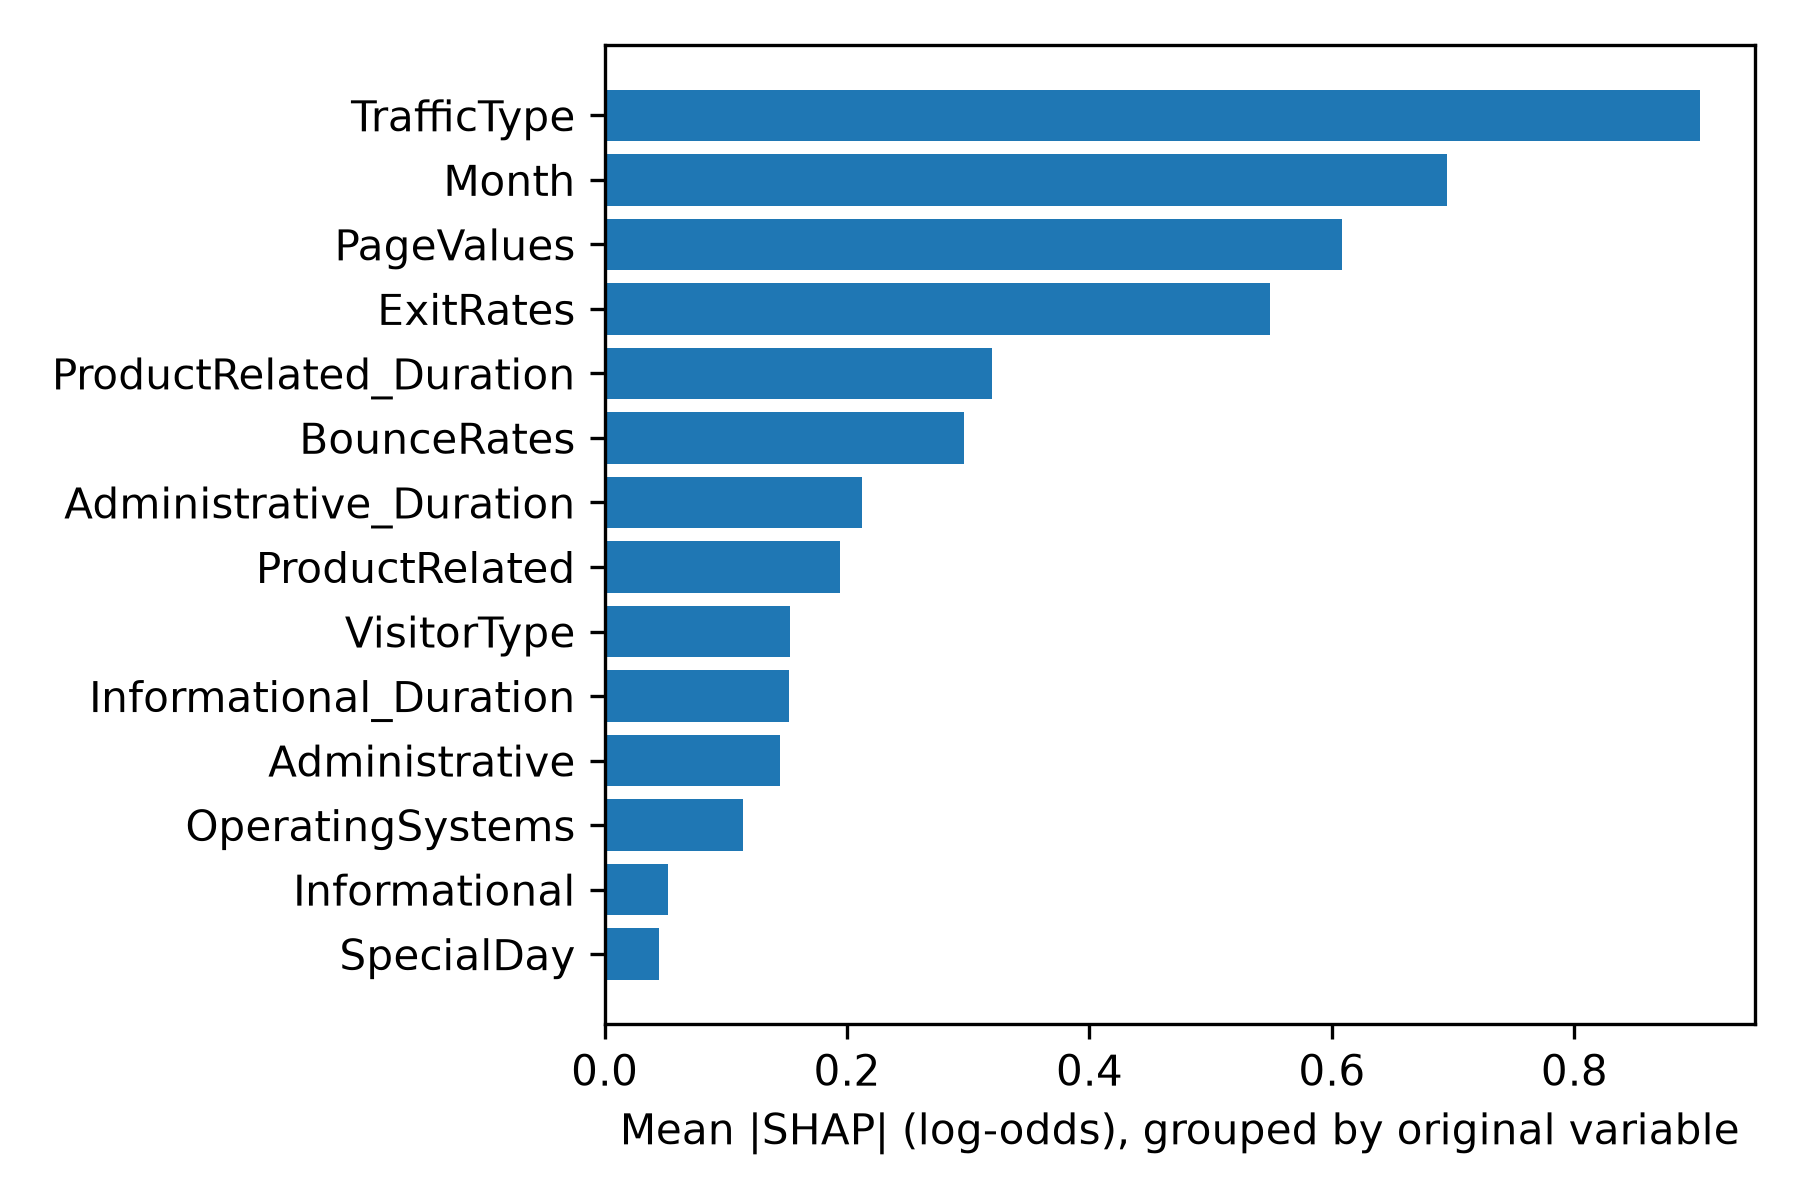 TrafficType
Month
PageValues
ExitRates
ProductRelated_Duration
BounceRates
Administrative_Duration
ProductRelated
VisitorType
Informational_Duration
Administrative
OperatingSystems
Informational
SpecialDay
0.0 0.2 0.4 0.6 0.8
Mean |SHAP| (log-odds), grouped by original variable